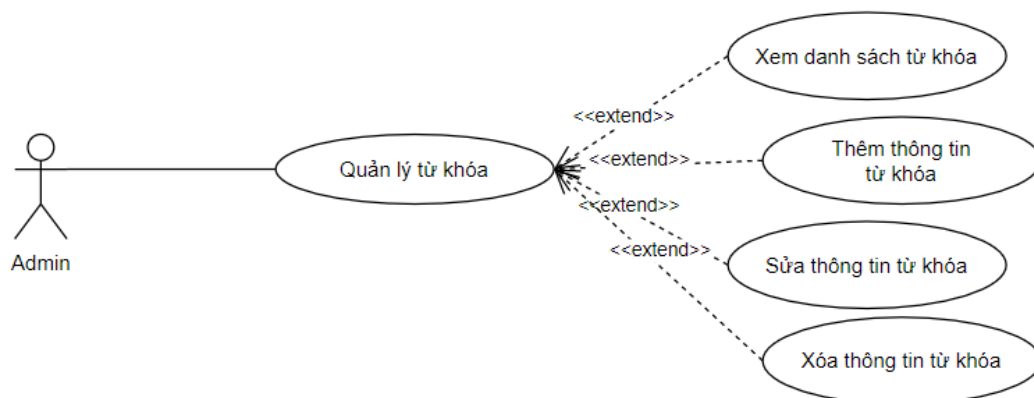 Xem danh sách từ khóa
<<extend>>
Thêm thông tin
từ khóa
<<extend>>
Quản lý từ khóa
<<extend>>
<<extend>>
Admin
Sửa thông tin từ khóa
Xóa thông tin từ khóa